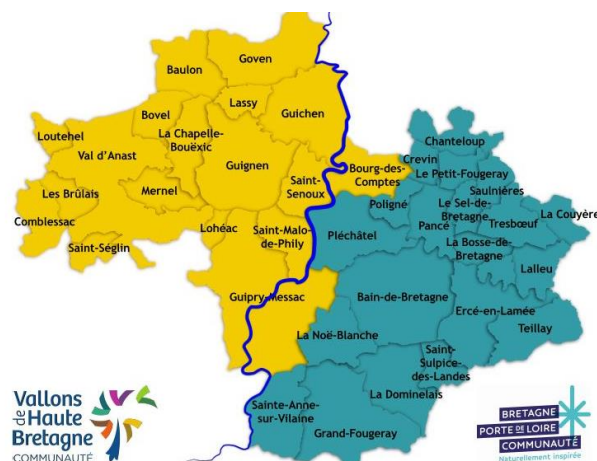 Goven
Baulon
Lassy
Guichen
Bovel
La Chapelle-
Bouëxic
Loutehel
Val d'Anast
Guignen
Les Brûlais
Mernel
Saint-
Senoux
Comblessac
Saint-Séglin
Lohéac
Saint-Malo-
de-Phily
Guipry-Messac
Bourg-des-
Comptes
Chanteloup
Crevin
Le Petit-Fougeray
Saulnières
Poligné
Le Sel-de-
Bretagne
La Couyère
Pancé
Tresbœuf
Pléchâtel
La Bosse-de-
Bretagne
Lalleu
Bain-de-Bretagne
Ercé-en-Lamée
Teillay
La Noë-Blanche
Saint-
Sulpice-
des-Landes
La Dominelais
Sainte-Anne-
sur-Vilaine
Grand-Fougeray
Vallons
de Haute
Bretagne
COMMUNAUTÉ
BRETAGNE
PORTE DE LOIRE
COMMUNAUTÉ
Naturellement inspirée